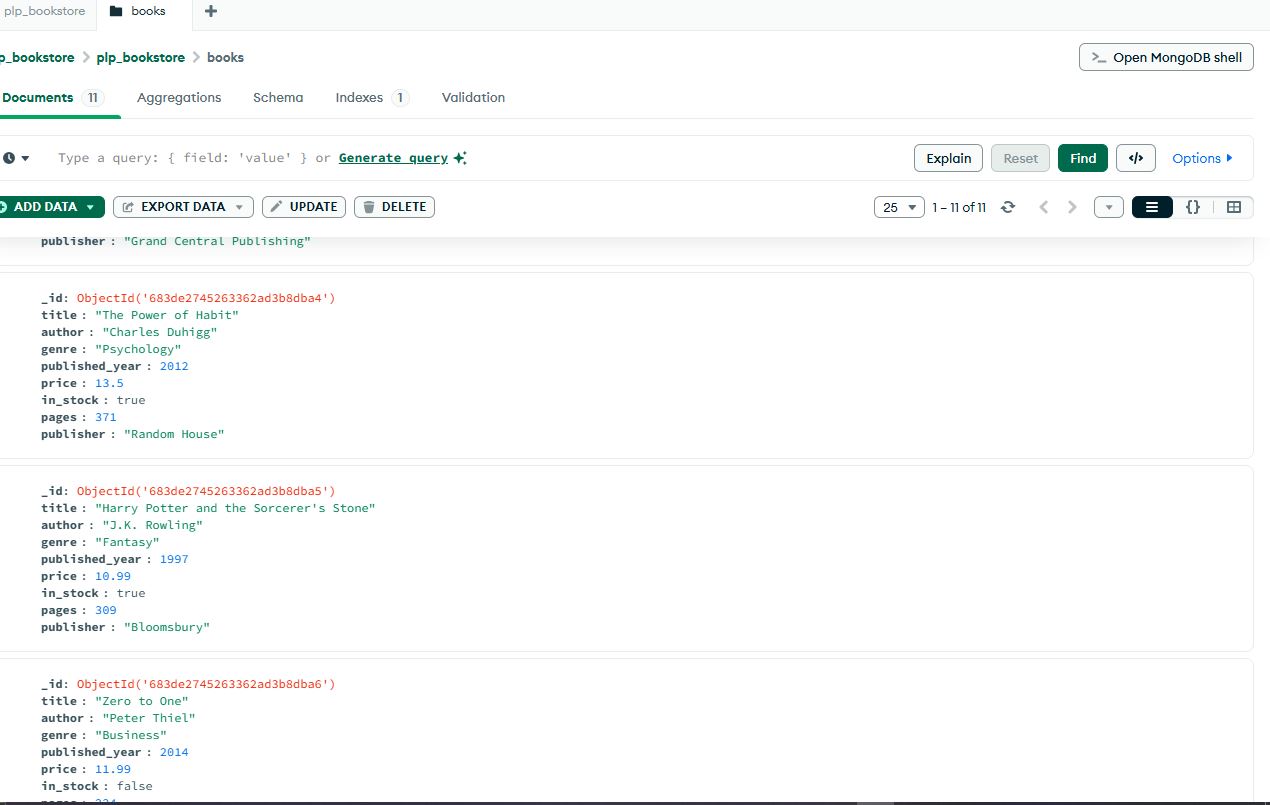 plp_bookstore books
p_bookstore > plp_bookstore > books
>_ Open MongoDB shell
Documents 11 Aggregations Schema Indexes 1 Validation
Type a query: { field: 'value' } or Generate query
Explain Reset Find </> Options
ADD DATA EXPORT DATA UPDATE DELETE
25 1 – 11 of 11 {}
publisher : "Grand Central Publishing"
_id: ObjectId('683de2745263362ad3b8dba4')
title : "The Power of Habit"
author : "Charles Duhigg"
genre : "Psychology"
published_year : 2012
price : 13.5
in_stock : true
pages : 371
publisher : "Random House"
_id: ObjectId('683de2745263362ad3b8dba5')
title : "Harry Potter and the Sorcerer's Stone"
author : "J.K. Rowling"
genre : "Fantasy"
published_year : 1997
price : 10.99
in_stock : true
pages : 309
publisher : "Bloomsbury"
_id: ObjectId('683de2745263362ad3b8dba6')
title : "Zero to One"
author : "Peter Thiel"
genre : "Business"
published_year : 2014
price : 11.99
in_stock : false